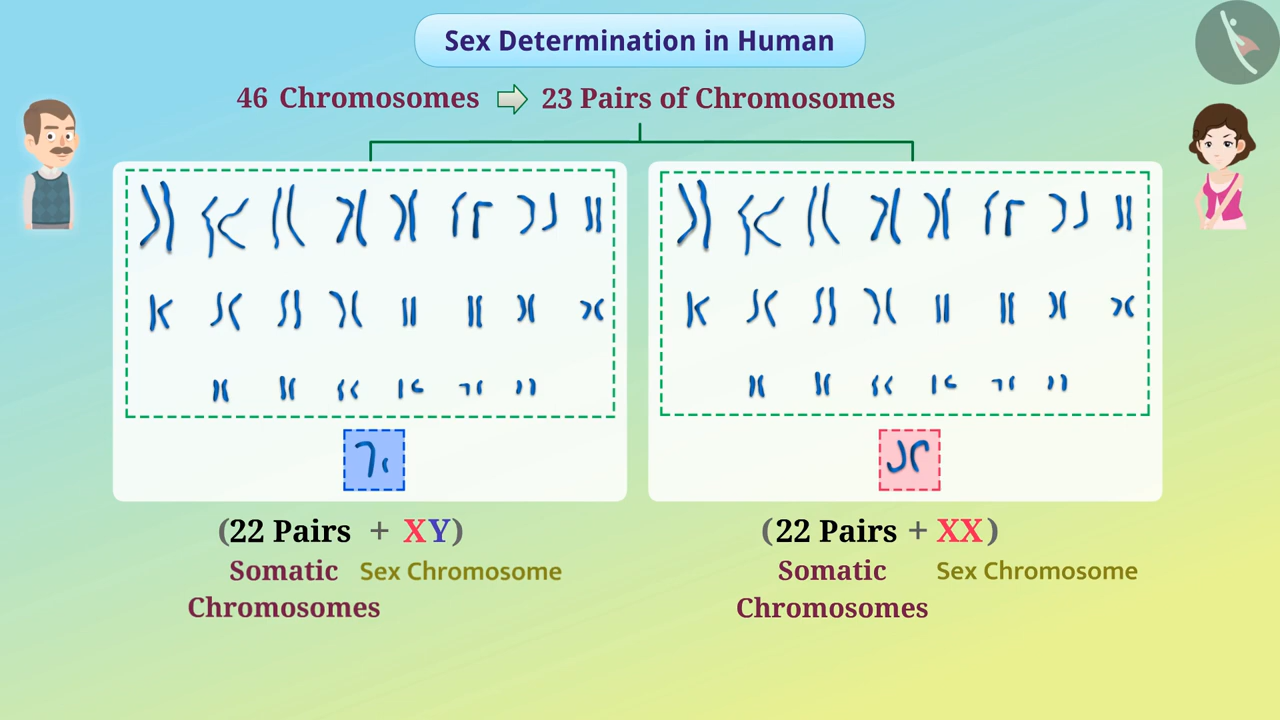 Sex Determination in Human
46 Chromosomes 23 Pairs of Chromosomes
(22 Pairs + XY)
Somatic Sex Chromosome
Chromosomes
(22 Pairs + XX)
Somatic Sex Chromosome
Chromosomes